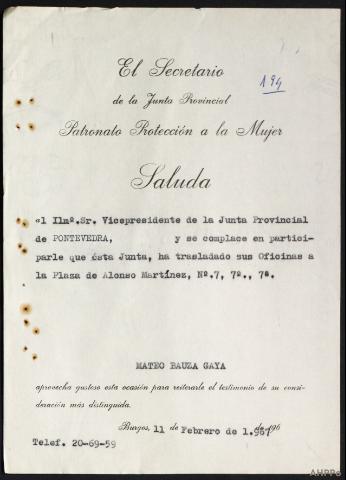 El Secretario
194
de la Junta Provincial
Patronato Protección a la Mujer
Saluda
al Ilmº.Sr. Vicepresidente de la Junta Provincial
de PONTEVEDRA, y se complace en partici-
parle que ésta Junta, ha trasladado sus Oficinas a
la Plaza de Alonso Martínez, Nº.7, 7º., 7ª.
MATEO BAUZA GAYA
aprovecha gustoso esta ocasión para reiterarle el testimonio de su consi-
deración más distinguida.
Burgos, 11 de Febrero de 1.967
Telef. 20-69-59
AHPPo